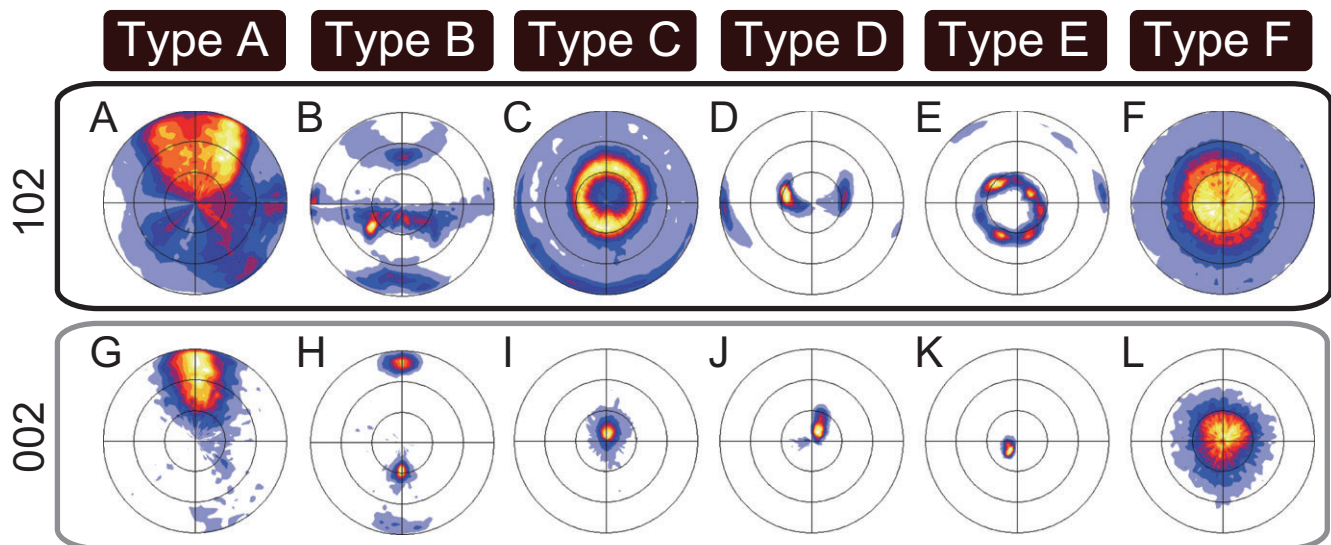 Type A Type B Type C Type D Type E Type F
A B C D E F
102
G H I J K L
002